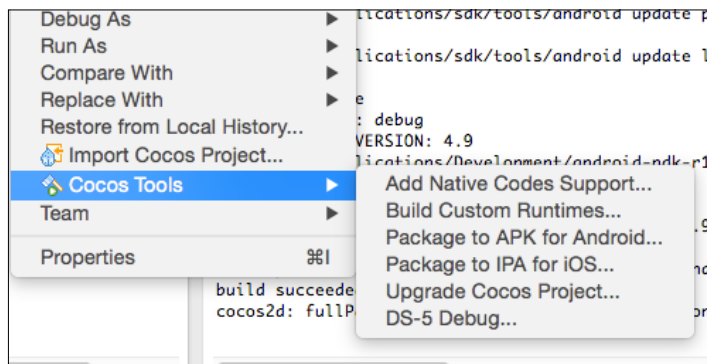 Debug As
Run As
Compare With
Replace With
Restore from Local History...
Import Cocos Project...
Cocos Tools
Team
Properties ⌘I
Add Native Codes Support...
Build Custom Runtimes...
Package to APK for Android...
Package to IPA for iOS...
Upgrade Cocos Project...
DS-5 Debug...
lications/sdk/tools/android update p
lications/sdk/tools/android update l
e
: debug
VERSION: 4.9
lications/Development/android-ndk-r1
.9
build succeede
cocos2d: fullP